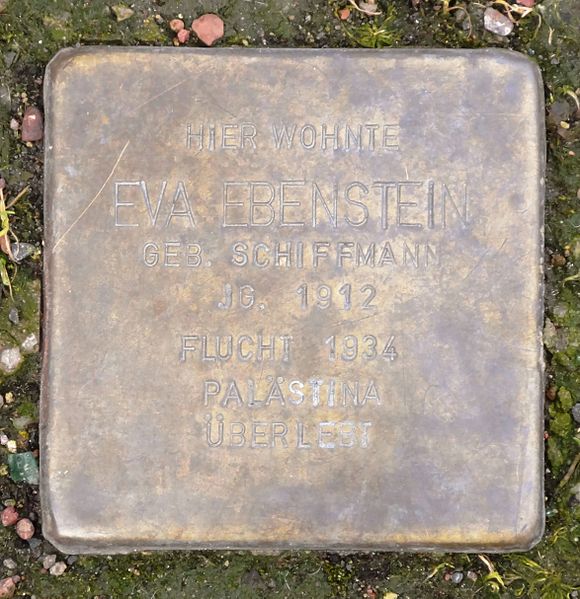 HIER WOHNTE
EVA EBENSTEIN
GEB. SCHIFFMANN
JG. 1912
FLUCHT 1934
PALÄSTINA
ÜBERLEBT